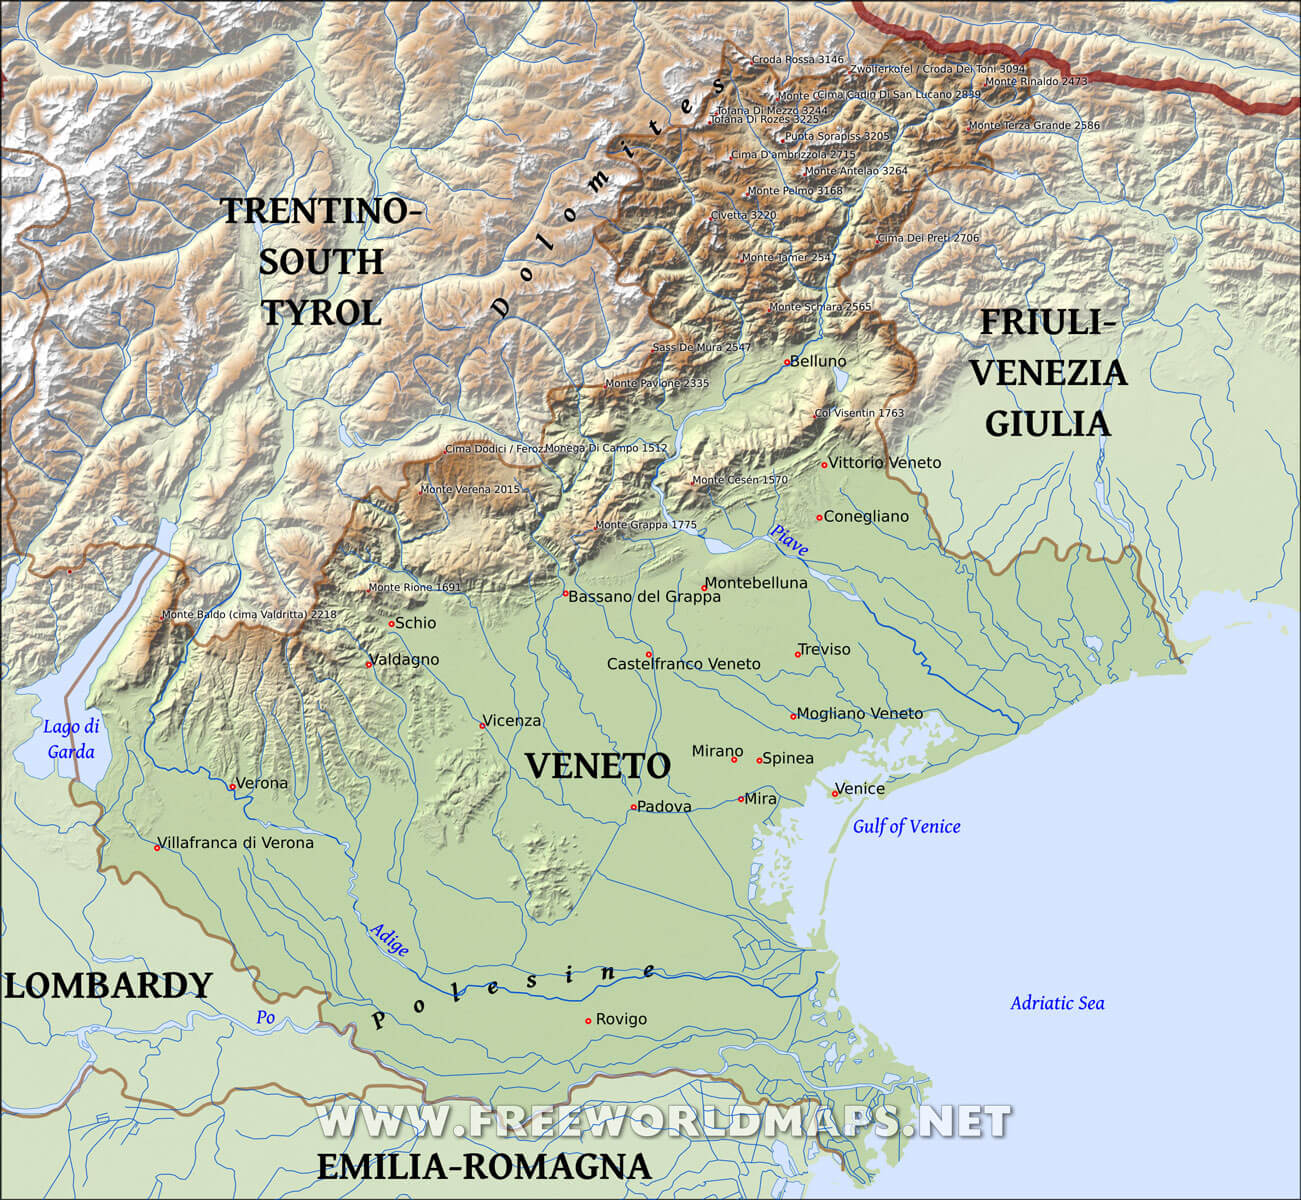 Croda Rossa 3146
Zwolferkofel / Croda Dei Toni 3094
Monte Rinaldo 2473
Monte
Cima Cadin Di San Lucano 2839
Tofana Di Mezzo 3244
Tofana Di Rozes 3225
Monte Terza Grande 2586
Punta Sorapiss 3205
Cima D'ambrizzola 2715
Monte Antelao 3264
Monte Pelmo 3168
Civetta 3220
Dolomites
TRENTINO-
SOUTH
TYROL
Cima Dei Preti 2706
Monte Tamer 2547
Monte Schiara 2565
FRIULI-
VENEZIA
GIULIA
Sass De Mura 2547
Belluno
Monte Pavione 2335
Col Visentin 1763
Cima Dodici / Feroz
Monega Di Campo 1512
Vittorio Veneto
Monte Cesen 1570
Monte Verena 2015
Conegliano
Monte Grappa 1775
Piave
Monte Rione 1691
Montebelluna
Bassano del Grappa
Monte Baldo (cima Valdritta) 2218
Schio
Valdagno
Castelfranco Veneto
Treviso
Lago di
Garda
Vicenza
Mogliano Veneto
VENETO
Mirano
Spinea
Verona
Padova
Mira
Venice
Gulf of Venice
Villafranca di Verona
Adige
LOMBARDY
Polesine
Adriatic Sea
Po
Rovigo
WWW.FREEWORLDMAPS.NET
EMILIA-ROMAGNA